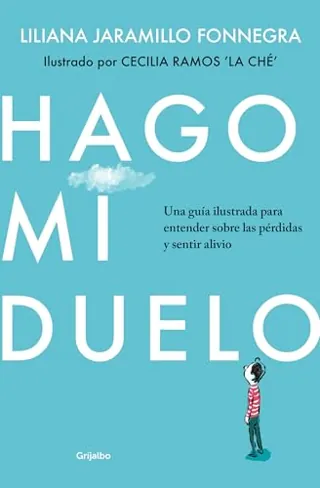 LILIANA JARAMILLO FONNEGRA
Ilustrado por CECILIA RAMOS 'LA CHÉ'
HAGO
MI
DUELO
Una guía ilustrada para
entender sobre las pérdidas
y sentir alivio
Grijalbo